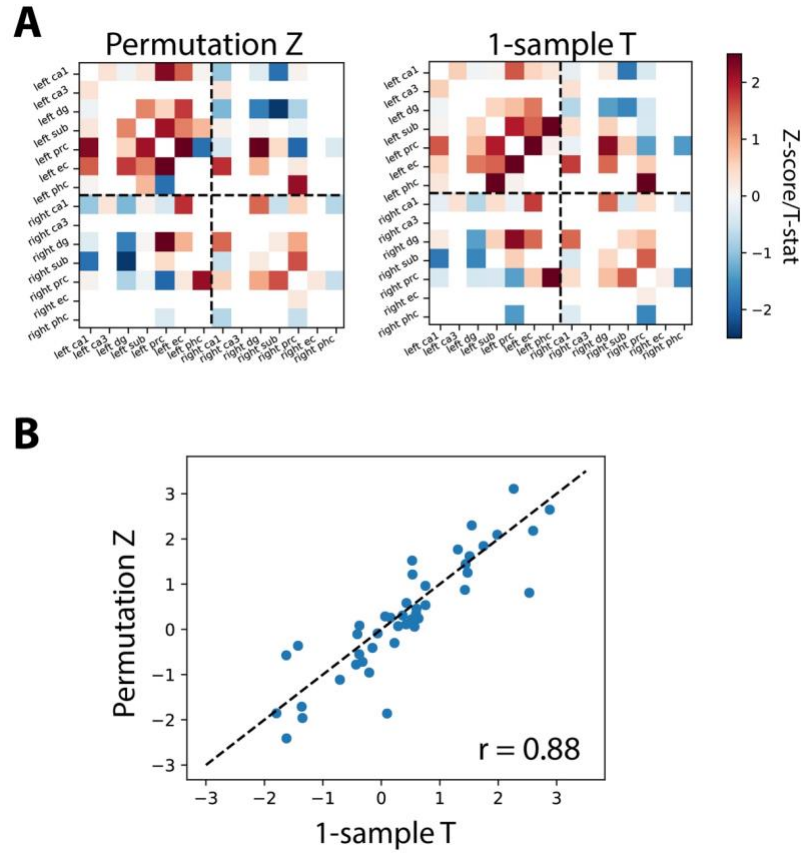 A
Permutation Z
1-sample T
left ca1
left ca3
left dg
left sub
left prc
left ec
left phc
right ca1
right ca3
right dg
right sub
right prc
right ec
right phc
left ca1
left ca3
left dg
left sub
left prc
left ec
left phc
right ca1
right ca3
right dg
right sub
right prc
right ec
right phc
left ca1
left ca3
left dg
left sub
left prc
left ec
left phc
right ca1
right ca3
right dg
right sub
right prc
right ec
right phc
left ca1
left ca3
left dg
left sub
left prc
left ec
left phc
right ca1
right ca3
right dg
right sub
right prc
right ec
right phc
2
1
0
−1
−2
Z-score/T-stat
B
Permutation Z
3
2
1
0
−1
−2
−3
r = 0.88
−3 −2 −1 0 1 2 3
1-sample T